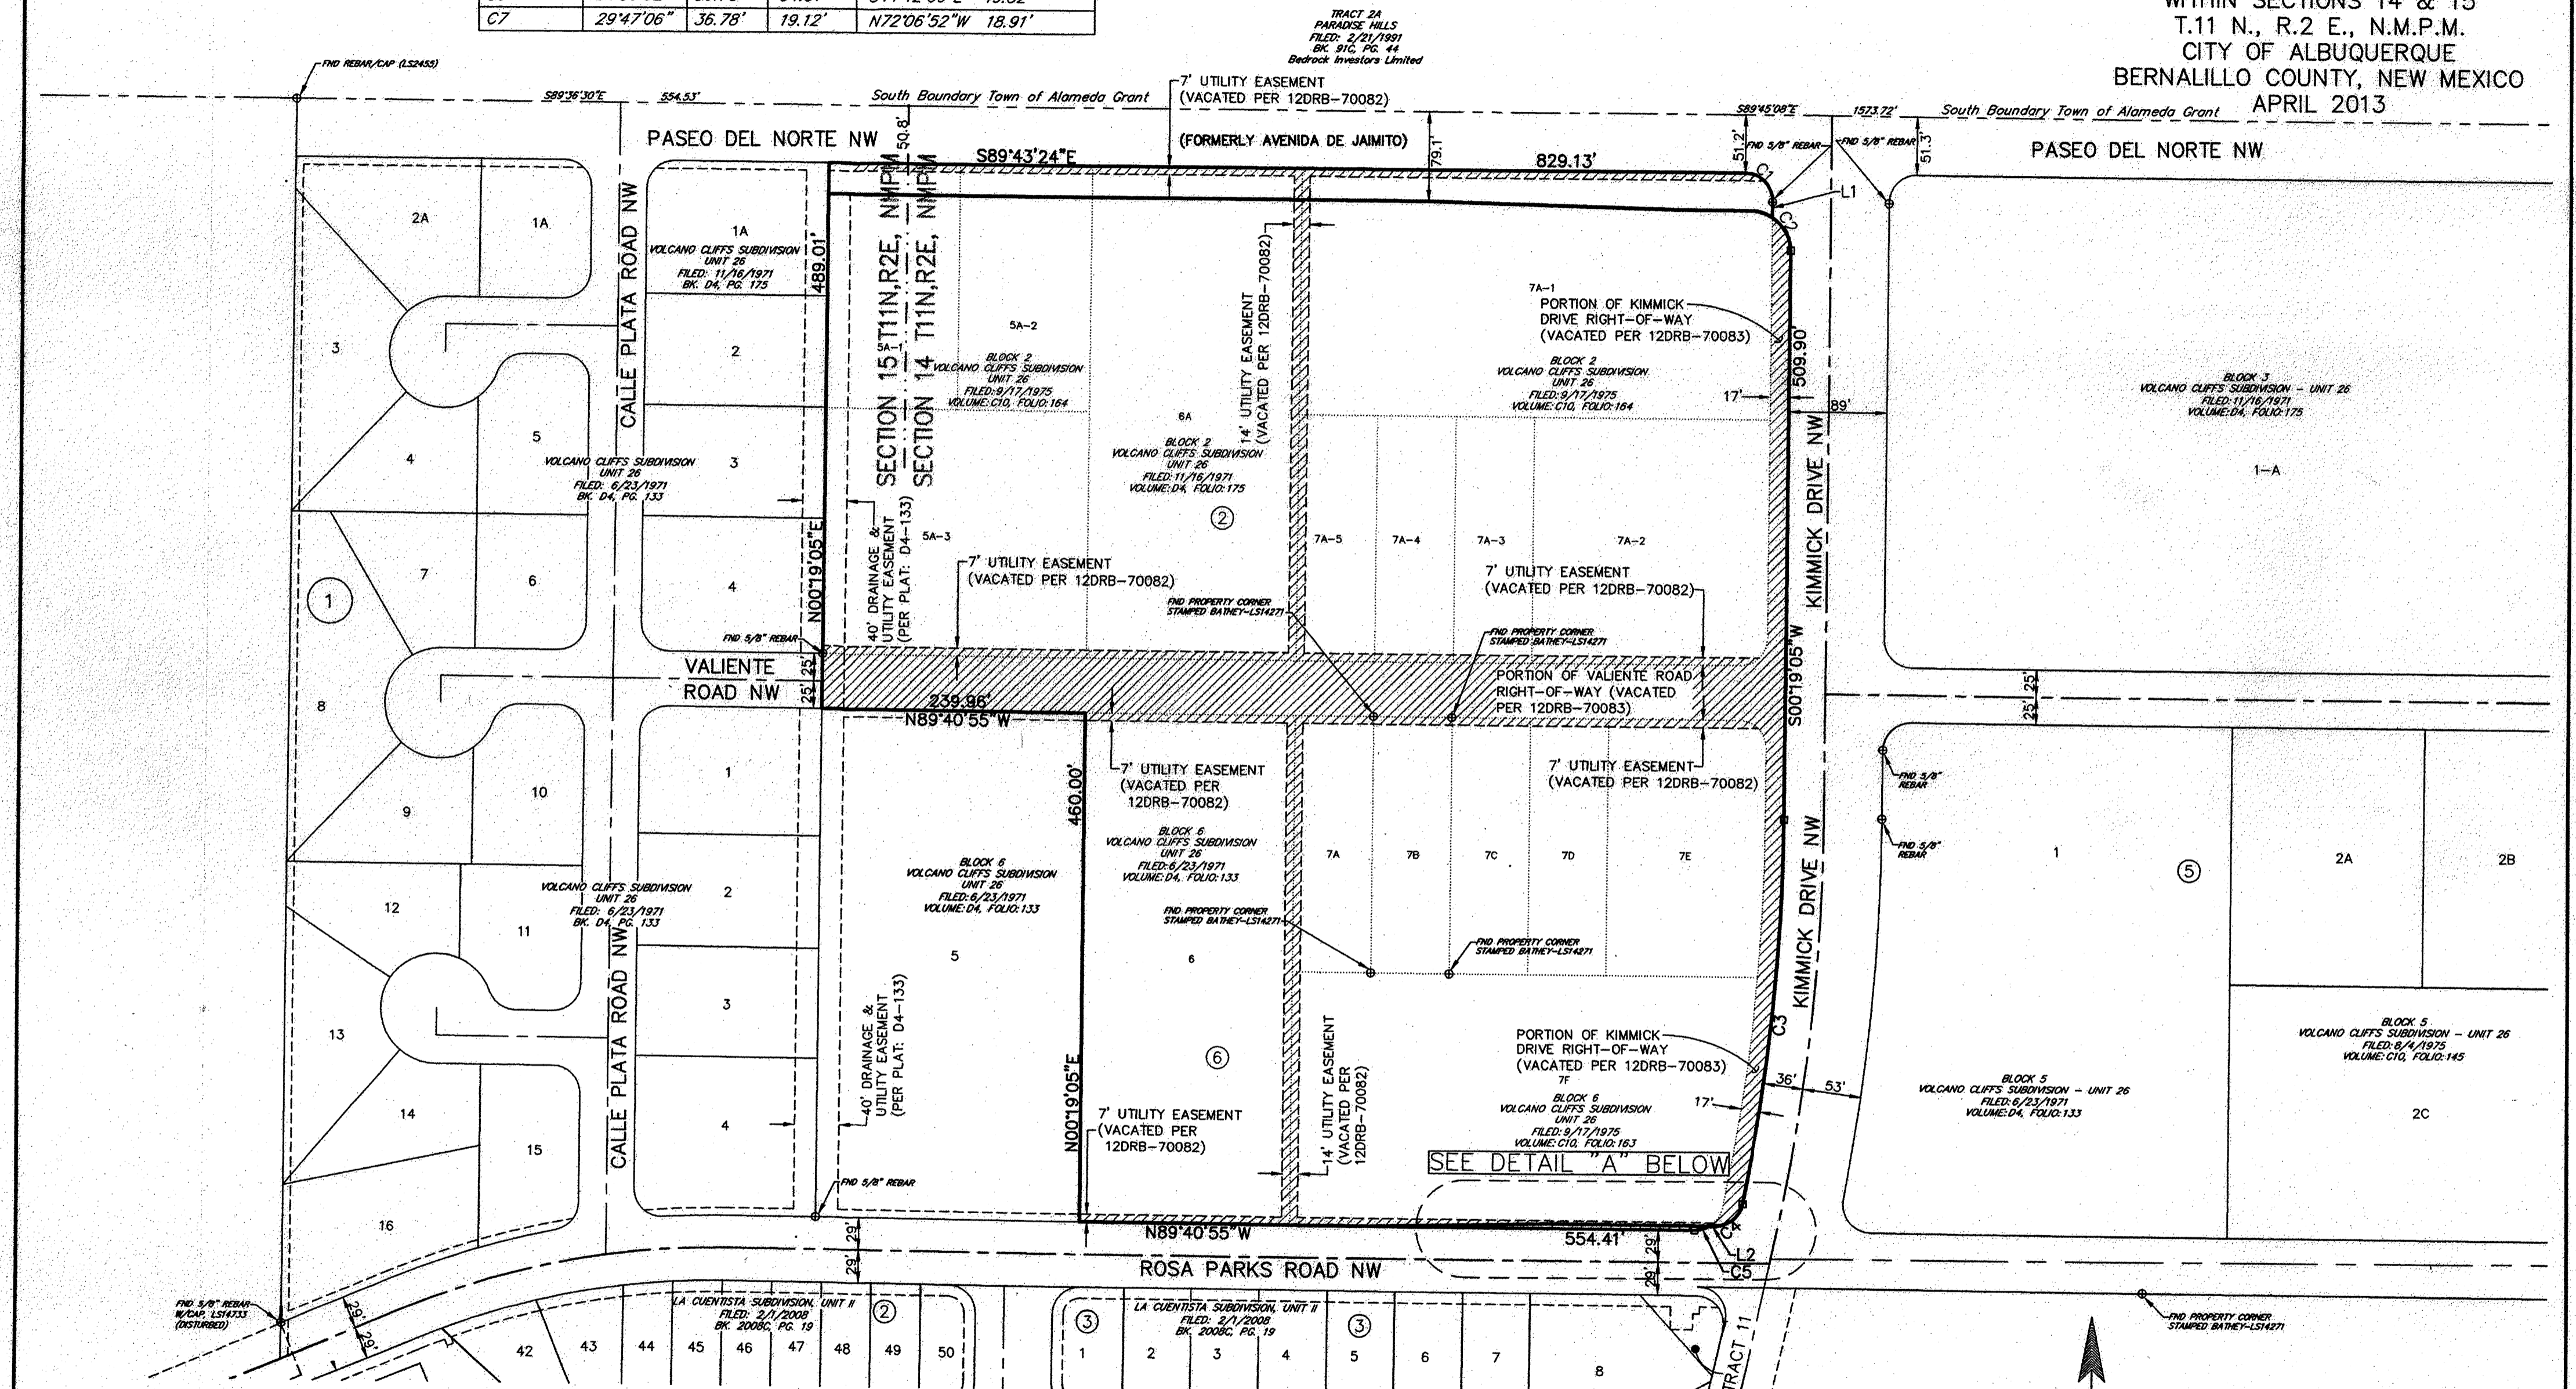 C7 29°47'06" 36.78' 19.12' N72°06'52"W 18.91'
TRACT 2A
PARADISE HILLS
FILED: 2/21/1991
BK. 91C, PG. 44
Bedrock Investors Limited
WITHIN SECTIONS 14 & 15
T.11 N., R.2 E., N.M.P.M.
CITY OF ALBUQUERQUE
BERNALILLO COUNTY, NEW MEXICO
APRIL 2013
FND REBAR/CAP (LS2455)
S89°36'30"E 554.53'
South Boundary Town of Alameda Grant
7' UTILITY EASEMENT
(VACATED PER 12DRB-70082)
S89°45'08"E 1573.72'
South Boundary Town of Alameda Grant
PASEO DEL NORTE NW
50.8'
(FORMERLY AVENIDA DE JAIMITO)
79.1'
51.2'
FND 5/8" REBAR
FND 5/8" REBAR
51.3'
PASEO DEL NORTE NW
S89°43'24"E
829.13'
C1
L1
C2
2A
1A
CALLE PLATA ROAD NW
1A
VOLCANO CLIFFS SUBDIVISION
UNIT 26
FILED: 11/16/1971
BK. D4, PG. 175
489.01'
SECTION 15 T11N,R2E, NMPM
SECTION 14 T11N,R2E, NMPM
5A-1
5A-2
BLOCK 2
VOLCANO CLIFFS SUBDIVISION
UNIT 26
FILED:9/17/1975
VOLUME:C10, FOLIO:164
14' UTILITY EASEMENT
(VACATED PER 12DRB-70082)
7A-1
PORTION OF KIMMICK
DRIVE RIGHT-OF-WAY
(VACATED PER 12DRB-70083)
BLOCK 2
VOLCANO CLIFFS SUBDIVISION
UNIT 26
FILED:9/17/1975
VOLUME:C10, FOLIO:164
509.90'
17'
89'
BLOCK 3
VOLCANO CLIFFS SUBDIVISION - UNIT 26
FILED:11/16/1971
VOLUME:D4, FOLIO:175
1-A
3
2
4
5
3
VOLCANO CLIFFS SUBDIVISION
UNIT 26
FILED: 6/23/1971
BK. D4, PG. 133
6A
BLOCK 2
VOLCANO CLIFFS SUBDIVISION
UNIT 26
FILED:11/16/1971
VOLUME:D4, FOLIO:175
2
KIMMICK DRIVE NW
7
6
4
1
N00°19'05"E
40' DRAINAGE &
UTILITY EASEMENT
(PER PLAT: D4-133)
5A-3
7' UTILITY EASEMENT
(VACATED PER 12DRB-70082)
7A-5
7A-4
7A-3
7A-2
7' UTILITY EASEMENT
(VACATED PER 12DRB-70082)
FND PROPERTY CORNER
STAMPED BATHEY-LS14271
FND PROPERTY CORNER
STAMPED BATHEY-LS14271
FND 5/8" REBAR
VALIENTE
ROAD NW
25' 25'
239.96'
N89°40'55"W
PORTION OF VALIENTE ROAD
RIGHT-OF-WAY (VACATED
PER 12DRB-70083)
S00°19'05"W
25' 25'
8
9
10
1
460.00'
7' UTILITY EASEMENT
(VACATED PER
12DRB-70082)
7' UTILITY EASEMENT
(VACATED PER 12DRB-70082)
FND 5/8"
REBAR
FND 5/8"
REBAR
BLOCK 6
VOLCANO CLIFFS SUBDIVISION
UNIT 26
FILED:6/23/1971
VOLUME:D4, FOLIO:133
BLOCK 6
VOLCANO CLIFFS SUBDIVISION
UNIT 26
FILED:6/23/1971
VOLUME:D4, FOLIO:133
7A
7B
7C
7D
7E
KIMMICK DRIVE NW
1
5
2A
2B
12
11
2
VOLCANO CLIFFS SUBDIVISION
UNIT 26
FILED: 6/23/1971
BK. D4, PG. 133
FND PROPERTY CORNER
STAMPED BATHEY-LS14271
FND PROPERTY CORNER
STAMPED BATHEY-LS14271
5
6
13
3
CALLE PLATA ROAD NW
40' DRAINAGE &
UTILITY EASEMENT
(PER PLAT: D4-133)
N00°19'05"E
6
14' UTILITY EASEMENT
(VACATED PER
12DRB-70082)
PORTION OF KIMMICK
DRIVE RIGHT-OF-WAY
(VACATED PER 12DRB-70083)
7F
BLOCK 6
VOLCANO CLIFFS SUBDIVISION
UNIT 26
FILED:9/17/1975
VOLUME:C10, FOLIO:163
C3
36'
53'
17'
BLOCK 5
VOLCANO CLIFFS SUBDIVISION - UNIT 26
FILED:8/4/1975
VOLUME:C10, FOLIO:145
BLOCK 5
VOLCANO CLIFFS SUBDIVISION - UNIT 26
FILED:6/23/1971
VOLUME:D4, FOLIO:133
2C
14
15
4
7' UTILITY EASEMENT
(VACATED PER
12DRB-70082)
SEE DETAIL "A" BELOW
16
FND 5/8" REBAR
29' 29'
N89°40'55"W
554.41'
29' 29'
C4
L2
C5
ROSA PARKS ROAD NW
FND 5/8" REBAR
W/CAP, LS14733
(DISTURBED)
29' 29'
LA CUENTISTA SUBDIVISION, UNIT II
FILED: 2/1/2008
BK. 2008C, PG. 19
2
3
LA CUENTISTA SUBDIVISION, UNIT II
FILED: 2/1/2008
BK. 2008C, PG. 19
3
FND PROPERTY CORNER
STAMPED BATHEY-LS14271
42 43 44 45 46 47 48 49 50
1 2 3 4 5 6 7 8
TRACT 11